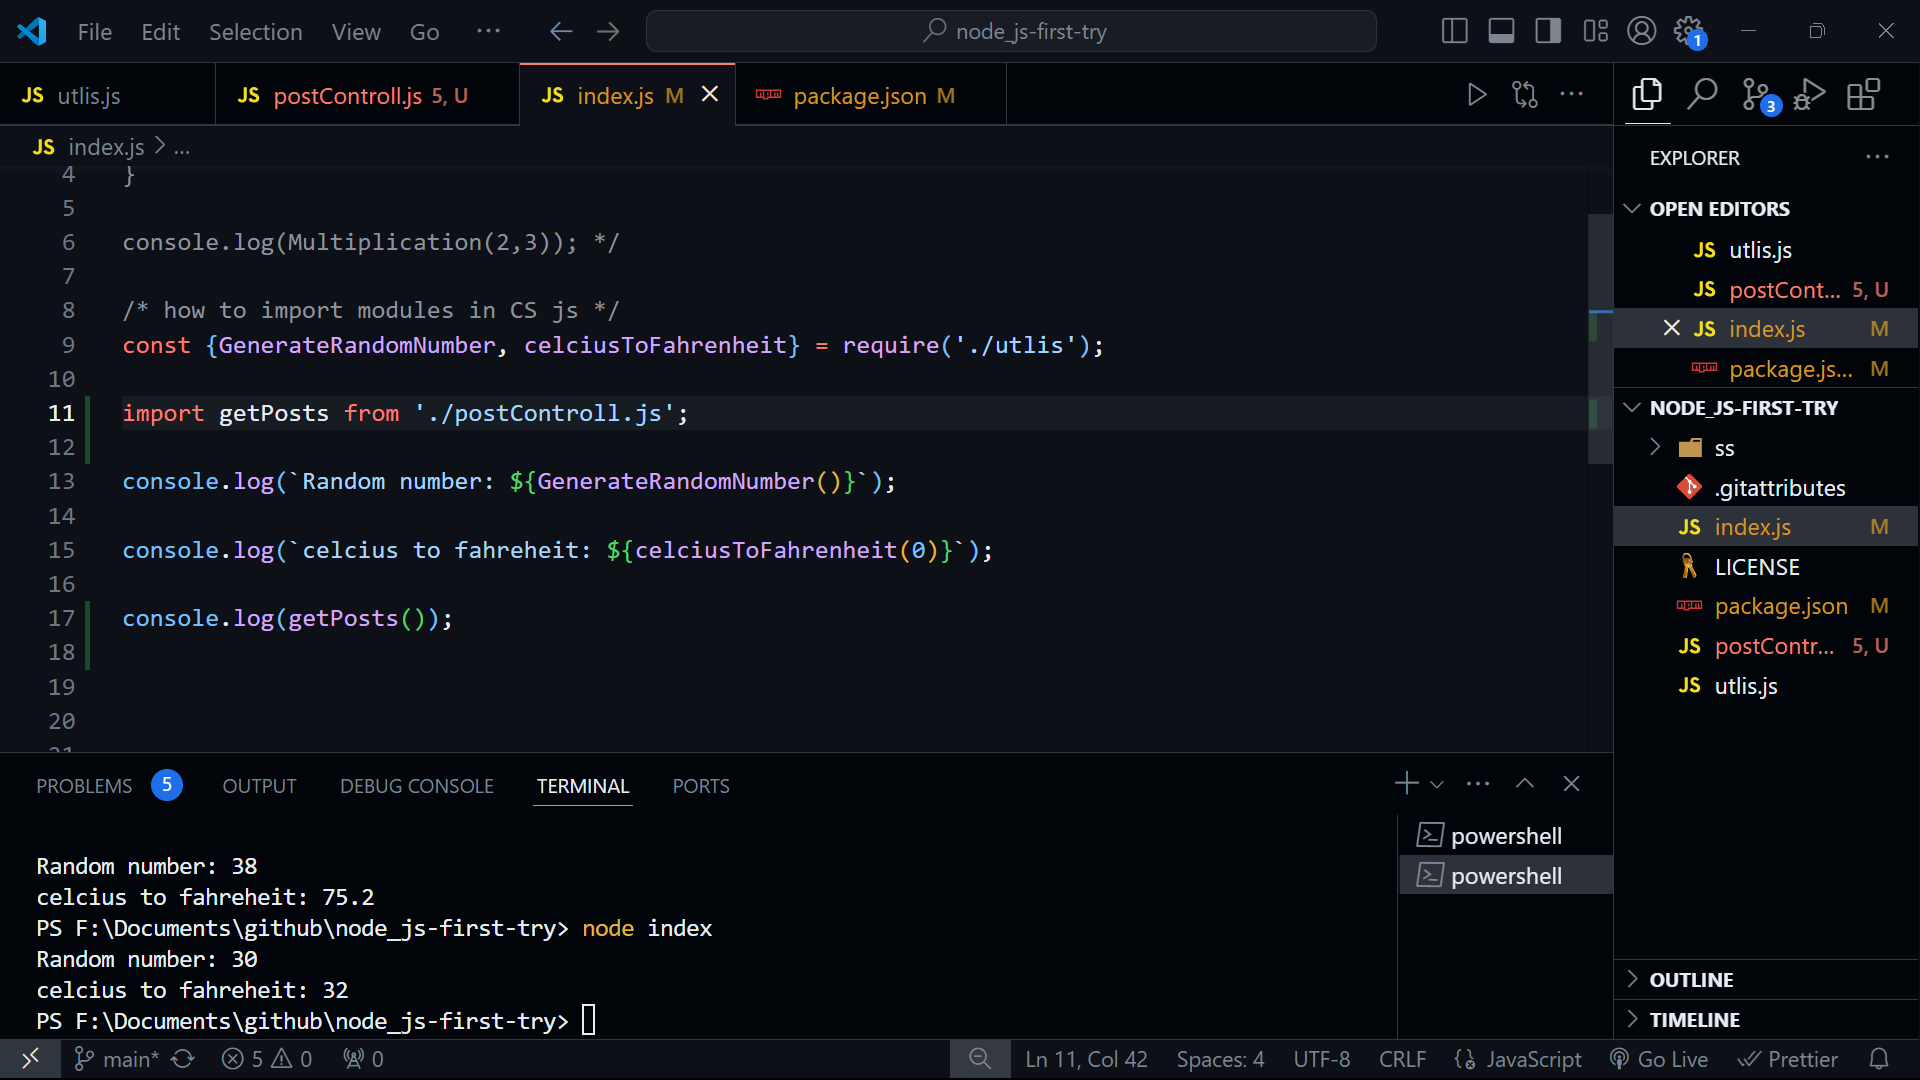 File Edit Selection View Go ··· node_js-first-try 1
JS utlis.js
JS postControll.js 5, U
JS index.js M
package.json M
3
JS index.js > ...
4 }
5
6 console.log(Multiplication(2,3)); */
7
8 /* how to import modules in CS js */
9 const {GenerateRandomNumber, celciusToFahrenheit} = require('./utlis');
10
11 import getPosts from './postControll.js';
12
13 console.log(`Random number: ${GenerateRandomNumber()}`);
14
15 console.log(`celcius to fahreheit: ${celciusToFahrenheit(0)}`);
16
17 console.log(getPosts());
18
19
20
21
EXPLORER
OPEN EDITORS
JS utlis.js
JS postCont... 5, U
JS index.js M
package.js... M
NODE_JS-FIRST-TRY
ss
.gitattributes
JS index.js M
LICENSE
package.json M
JS postContr... 5, U
JS utlis.js
OUTLINE
TIMELINE
PROBLEMS 5 OUTPUT DEBUG CONSOLE TERMINAL PORTS
Random number: 38
celcius to fahreheit: 75.2
PS F:\Documents\github\node_js-first-try> node index
Random number: 30
celcius to fahreheit: 32
PS F:\Documents\github\node_js-first-try>
powershell
powershell
main* 5 0 0 Ln 11, Col 42 Spaces: 4 UTF-8 CRLF {} JavaScript Go Live Prettier